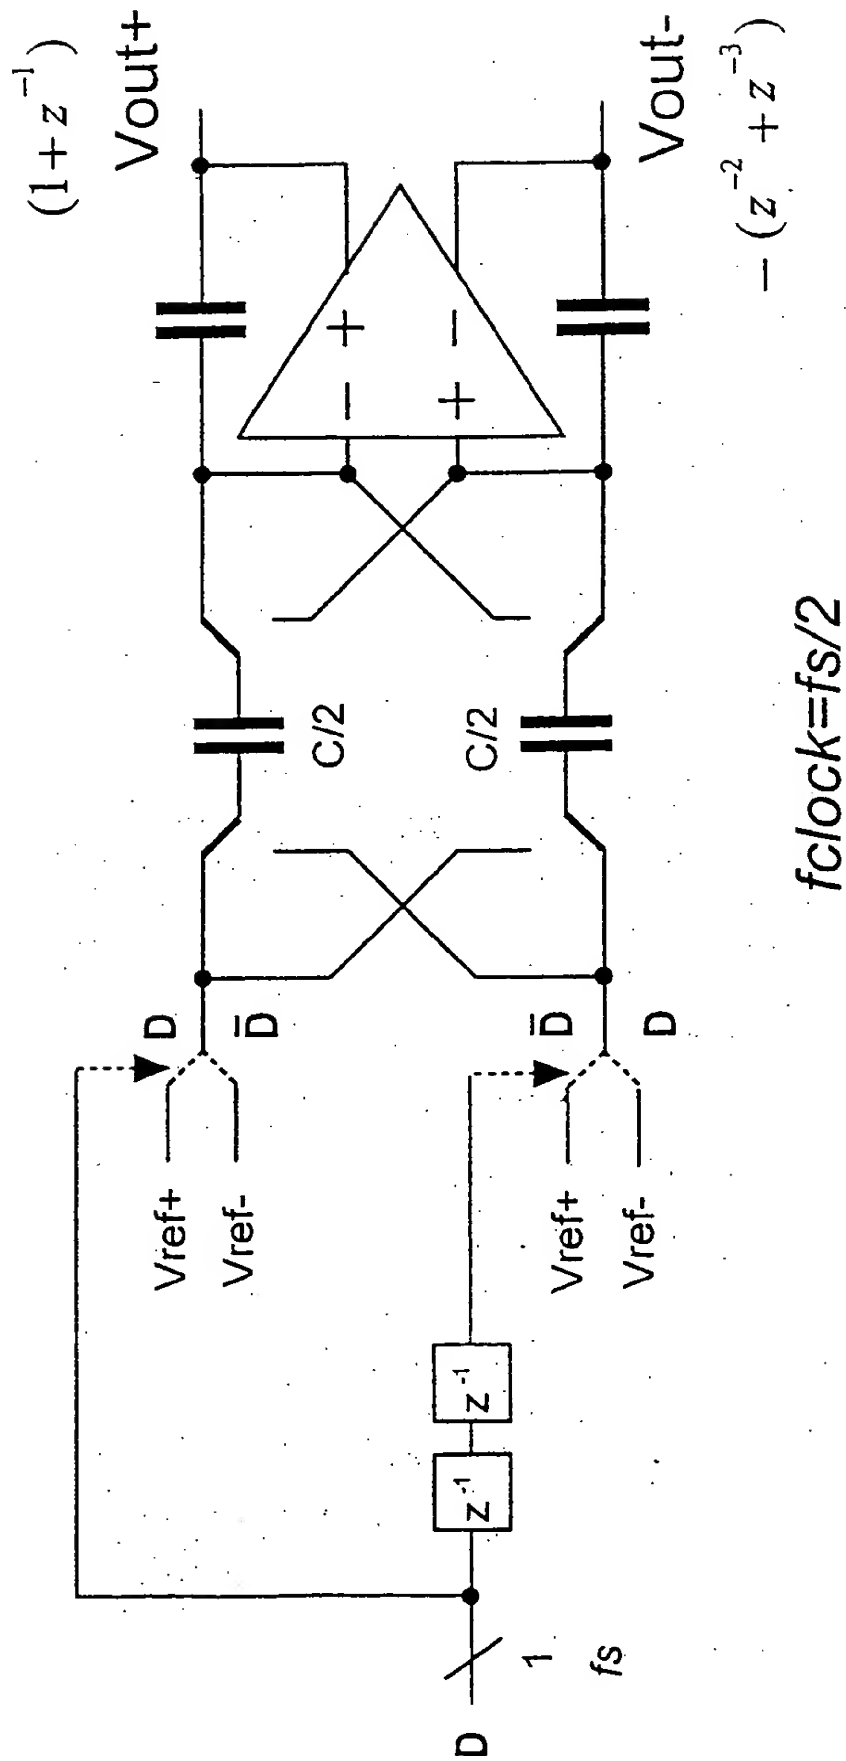 (1+z⁻¹)
Vout+
Vout-
−(z⁻²+z⁻³)
+
−
−
+
C/2
C/2
fclock=fs/2
D
D̄
D̄
D
Vref+
Vref-
Vref+
Vref-
z⁻¹
z⁻¹
1
fs
D